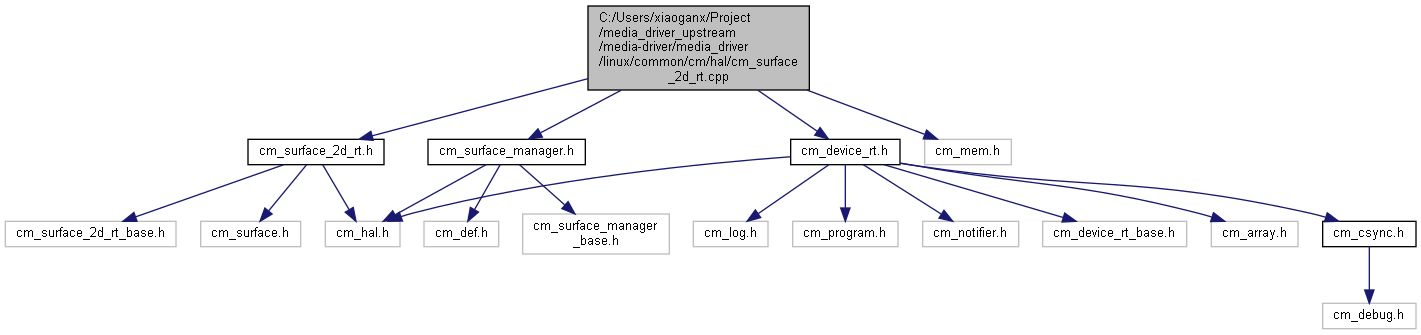 C:/Users/xiaoganx/Project
/media_driver_upstream
/media-driver/media_driver
/linux/common/cm/hal/cm_surface
_2d_rt.cpp
cm_surface_2d_rt.h
cm_surface_manager.h
cm_device_rt.h
cm_mem.h
cm_surface_2d_rt_base.h
cm_surface.h
cm_hal.h
cm_def.h
cm_surface_manager
_base.h
cm_log.h
cm_program.h
cm_notifier.h
cm_device_rt_base.h
cm_array.h
cm_csync.h
cm_debug.h